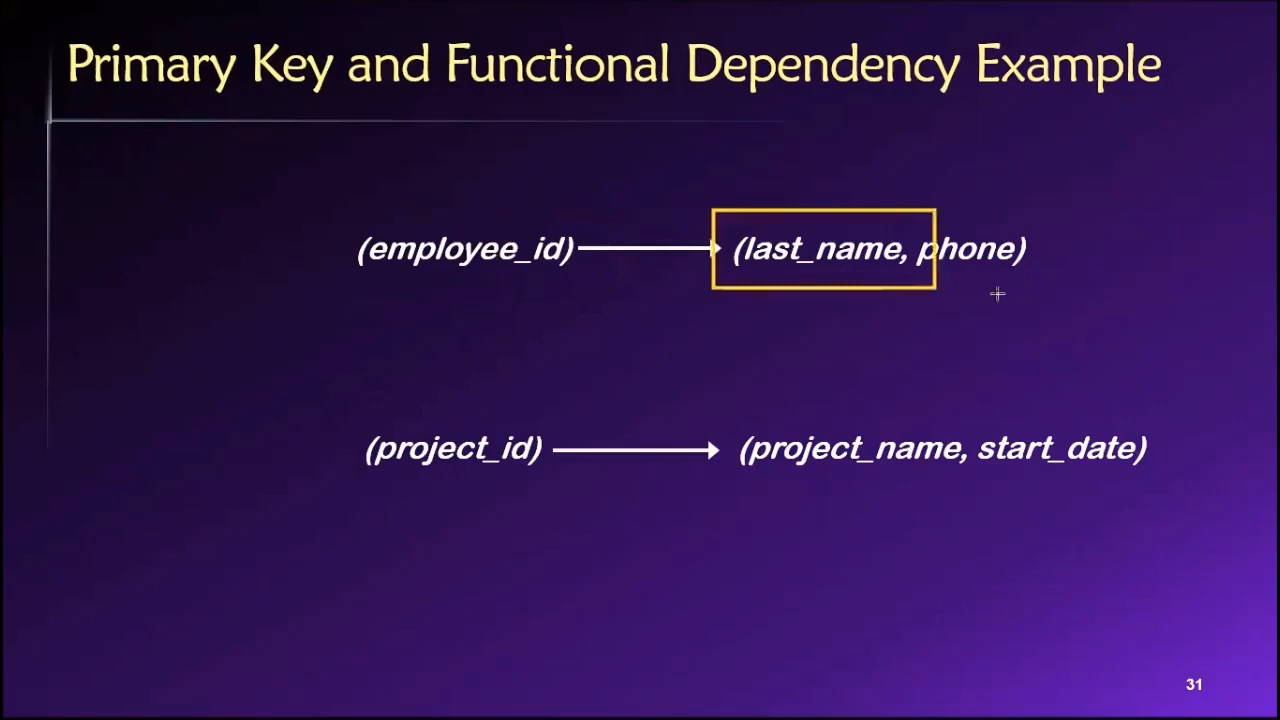 Primary Key and Functional Dependency Example
(employee_id) (last_name, phone)
(project_id) (project_name, start_date)
31